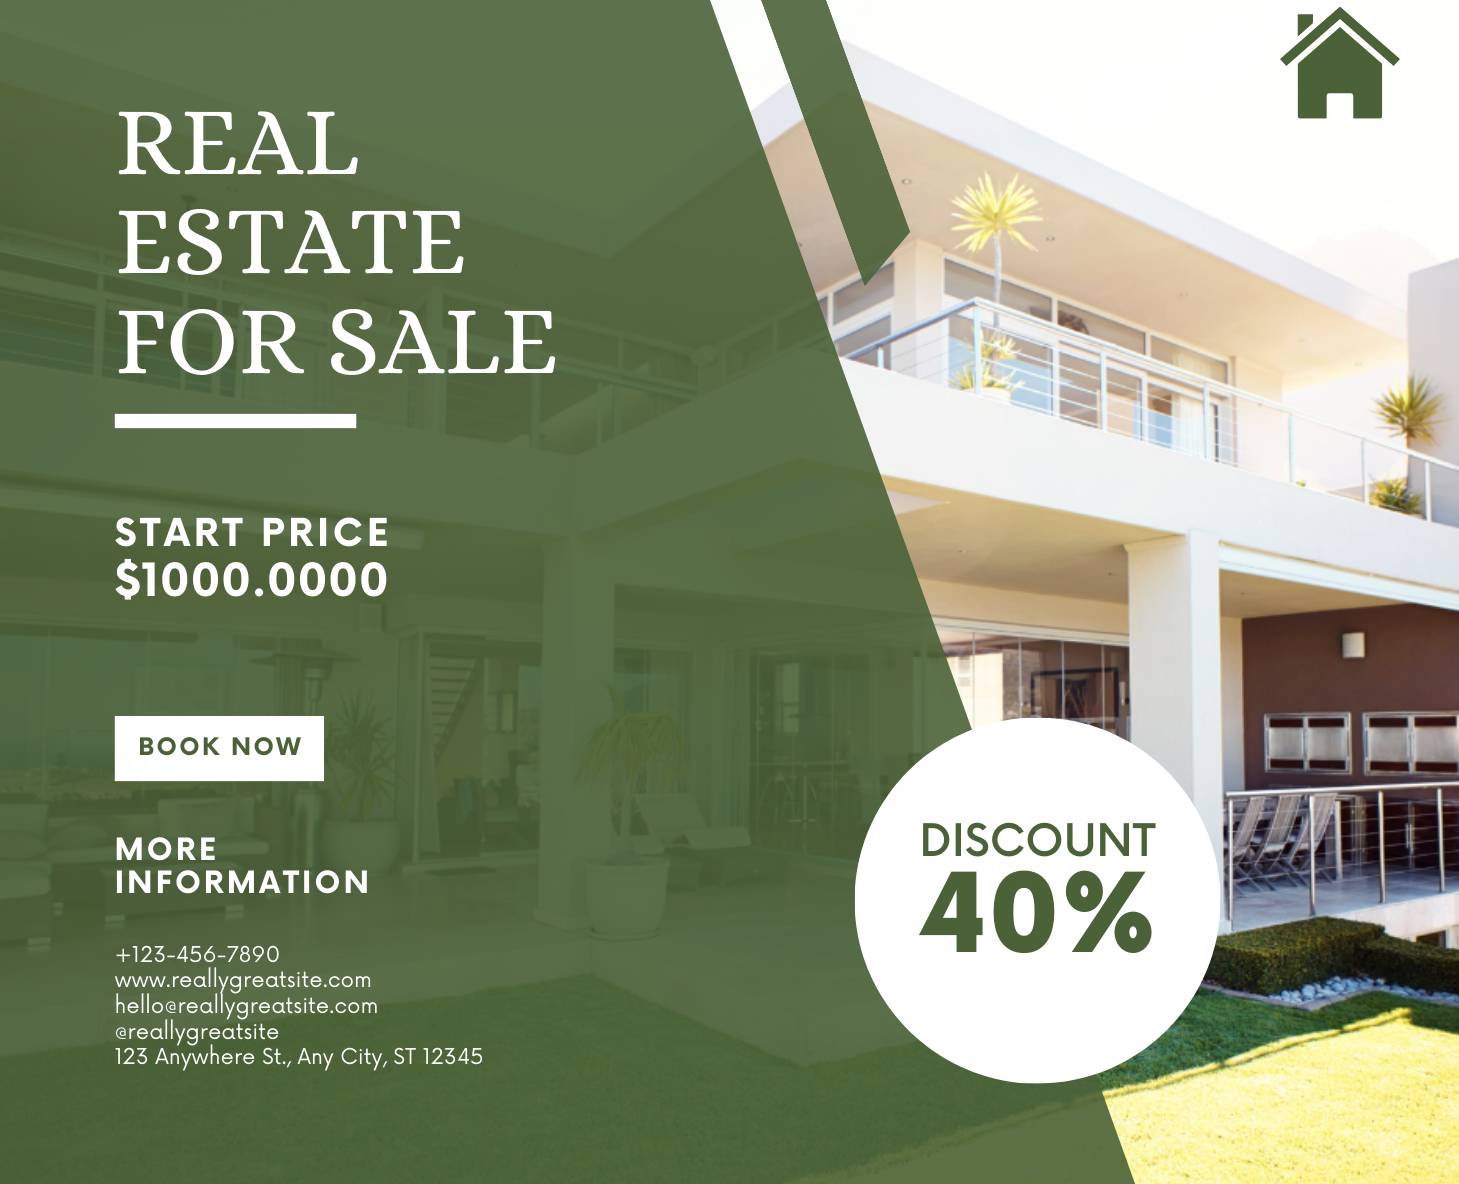 REAL
ESTATE
FOR SALE
START PRICE
$1000.0000
BOOK NOW
MORE
INFORMATION
+123-456-7890
www.reallygreatsite.com
hello@reallygreatsite.com
@reallygreatsite
123 Anywhere St., Any City, ST 12345
DISCOUNT
40%